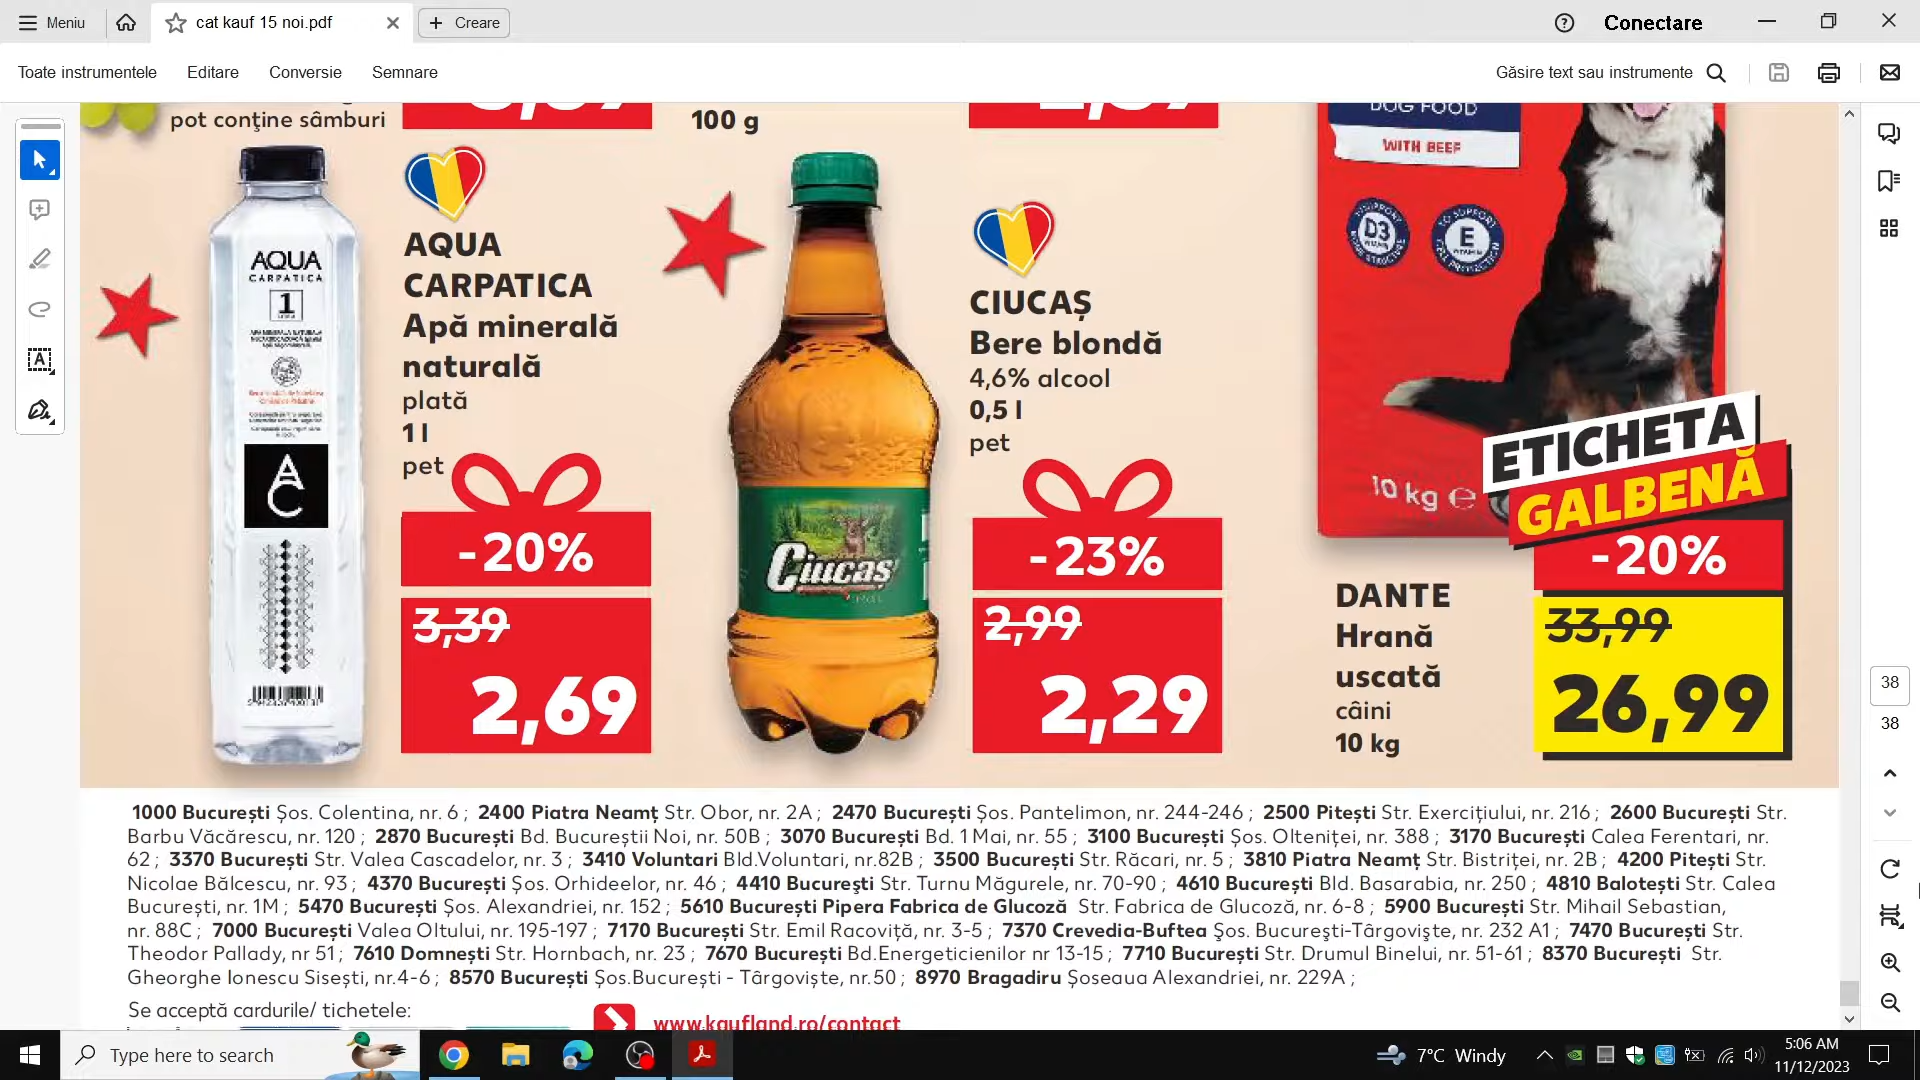 Meniu
cat kauf 15 noi.pdf
Creare
Conectare
Toate instrumentele
Editare
Conversie
Semnare
Găsire text sau instrumente
pot conține sâmburi
100 g
DOG FOOD
WITH BEEF
D3
VITAMIN
E
VITAMIN
10 kg e
AQUA
CARPATICA
1
AC
AQUA
CARPATICA
Apă minerală
naturală
plată
1 l
pet
-20%
3,39
2,69
Ciucaș
CIUCAȘ
Bere blondă
4,6% alcool
0,5 l
pet
-23%
2,99
2,29
ETICHETA
GALBENĂ
-20%
33,99
26,99
DANTE
Hrană
uscată
câini
10 kg
38
38
1000 București Șos. Colentina, nr. 6 ; 2400 Piatra Neamț Str. Obor, nr. 2A ; 2470 București Șos. Pantelimon, nr. 244-246 ; 2500 Pitești Str. Exercițiului, nr. 216 ; 2600 București Str.
Barbu Văcărescu, nr. 120 ; 2870 București Bd. Bucureștii Noi, nr. 50B ; 3070 București Bd. 1 Mai, nr. 55 ; 3100 București Șos. Olteniței, nr. 388 ; 3170 București Calea Ferentari, nr.
62 ; 3370 București Str. Valea Cascadelor, nr. 3 ; 3410 Voluntari Bld.Voluntari, nr.82B ; 3500 București Str. Răcari, nr. 5 ; 3810 Piatra Neamț Str. Bistriței, nr. 2B ; 4200 Pitești Str.
Nicolae Bălcescu, nr. 93 ; 4370 București Șos. Orhideelor, nr. 46 ; 4410 București Str. Turnu Măgurele, nr. 70-90 ; 4610 București Bld. Basarabia, nr. 250 ; 4810 Balotești Str. Calea
București, nr. 1M ; 5470 București Șos. Alexandriei, nr. 152 ; 5610 București Pipera Fabrica de Glucoză Str. Fabrica de Glucoză, nr. 6-8 ; 5900 București Str. Mihail Sebastian,
nr. 88C ; 7000 București Valea Oltului, nr. 195-197 ; 7170 București Str. Emil Racoviță, nr. 3-5 ; 7370 Crevedia-Buftea Șos. București-Târgoviște, nr. 232 A1 ; 7470 București Str.
Theodor Pallady, nr 51 ; 7610 Domnești Str. Hornbach, nr. 23 ; 7670 București Bd.Energeticienilor nr 13-15 ; 7710 București Str. Drumul Binelui, nr. 51-61 ; 8370 București Str.
Gheorghe Ionescu Sisești, nr.4-6 ; 8570 București Șos.București - Târgoviște, nr.50 ; 8970 Bragadiru Șoseaua Alexandriei, nr. 229A ;
Se acceptă cardurile/ tichetele:
www.kaufland.ro/contact
Type here to search
7°C Windy
5:06 AM
11/12/2023